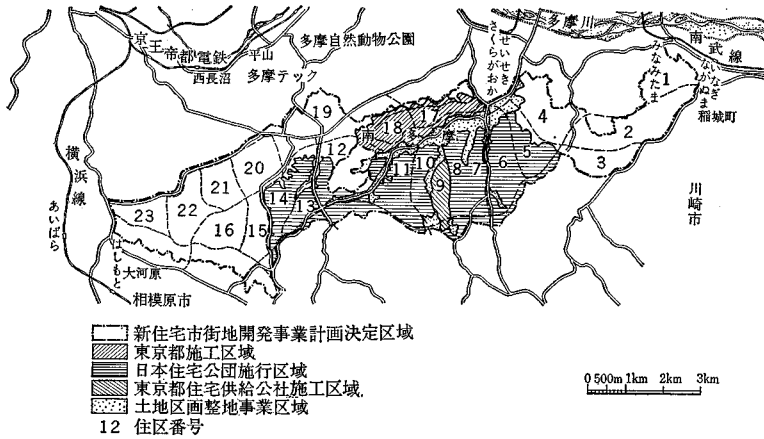 多摩川
南武線
京王帝都電鉄
平山
多摩自然動物公園
西長沼
多摩テック
せいせき
さくらがおか
みなみたま
いなぎ
ながぬま
稲城町
1
2
3
4
5
6
7
8
9
10
11
12
13
14
15
16
17
18
19
20
21
22
23
南多摩
横浜線
あいばら
はしもと
大河原
相模原市
川崎市
新住宅市街地開発事業計画決定区域
東京都施工区域
日本住宅公団施行区域
東京都住宅供給公社施工区域
土地区画整地事業区域
12 住区番号
0 500m 1km 2km 3km